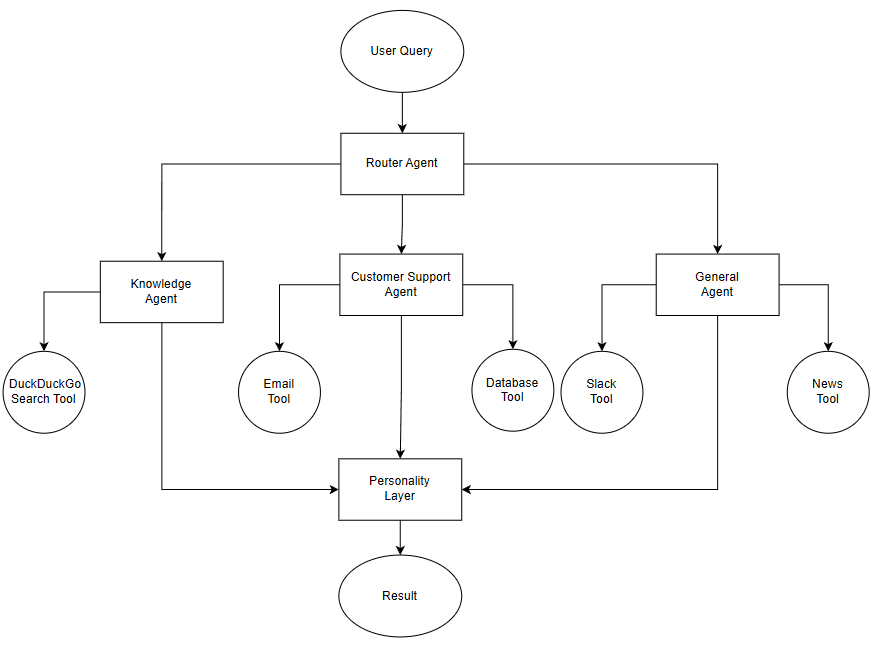 User Query
Router Agent
Knowledge
Agent
Customer Support
Agent
General
Agent
DuckDuckGo
Search Tool
Email
Tool
Database
Tool
Slack
Tool
News
Tool
Personality
Layer
Result